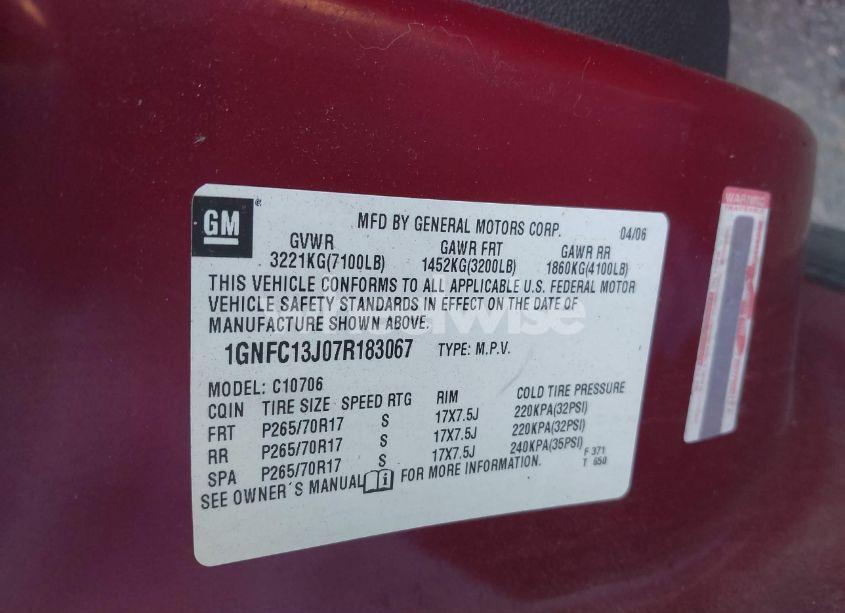 GM
MFD BY GENERAL MOTORS CORP. 04/06
GVWR GAWR FRT GAWR RR
3221KG(7100LB) 1452KG(3200LB) 1860KG(4100LB)
THIS VEHICLE CONFORMS TO ALL APPLICABLE U.S. FEDERAL MOTOR
VEHICLE SAFETY STANDARDS IN EFFECT ON THE DATE OF
MANUFACTURE SHOWN ABOVE.
1GNFC13J07R183067 TYPE: M.P.V.
MODEL: C10706
CQIN TIRE SIZE SPEED RTG RIM COLD TIRE PRESSURE
FRT P265/70R17 S 17X7.5J 220KPA(32PSI)
RR P265/70R17 S 17X7.5J 220KPA(32PSI)
SPA P265/70R17 S 17X7.5J 240KPA(35PSI)
SEE OWNER'S MANUAL FOR MORE INFORMATION.
F 371
T 650
WARNING